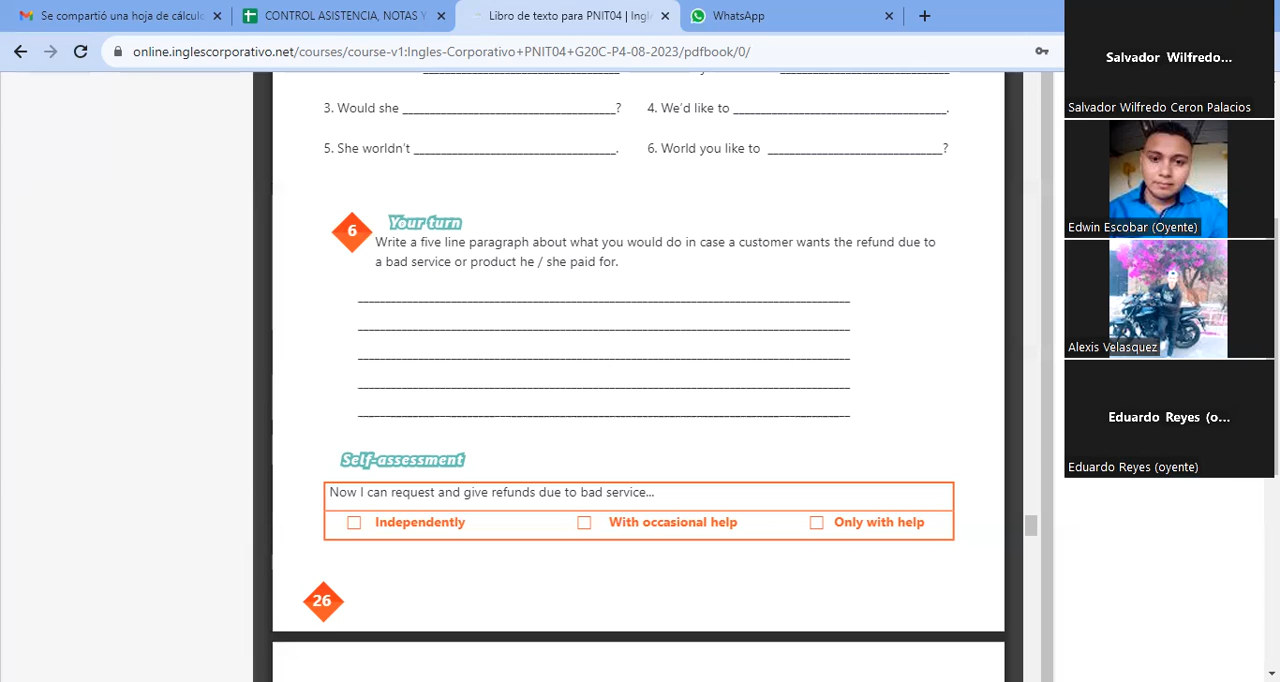 Se compartió una hoja de cálculo
CONTROL ASISTENCIA, NOTAS Y
Libro de texto para PNIT04 | Ingl
WhatsApp
online.inglescorporativo.net/courses/course-v1:Ingles-Corporativo+PNIT04+G20C-P4-08-2023/pdfbook/0/
3. Would she ______________________________?
4. We'd like to ______________________________.
5. She worldn't ______________________________.
6. World you like to ______________________________?
6
Your turn
Write a five line paragraph about what you would do in case a customer wants the refund due to
a bad service or product he / she paid for.
Self-assessment
Now I can request and give refunds due to bad service...
Independently
With occasional help
Only with help
26
Salvador Wilfredo...
Salvador Wilfredo Ceron Palacios
Edwin Escobar (Oyente)
Alexis Velasquez
Eduardo Reyes (o...
Eduardo Reyes (oyente)